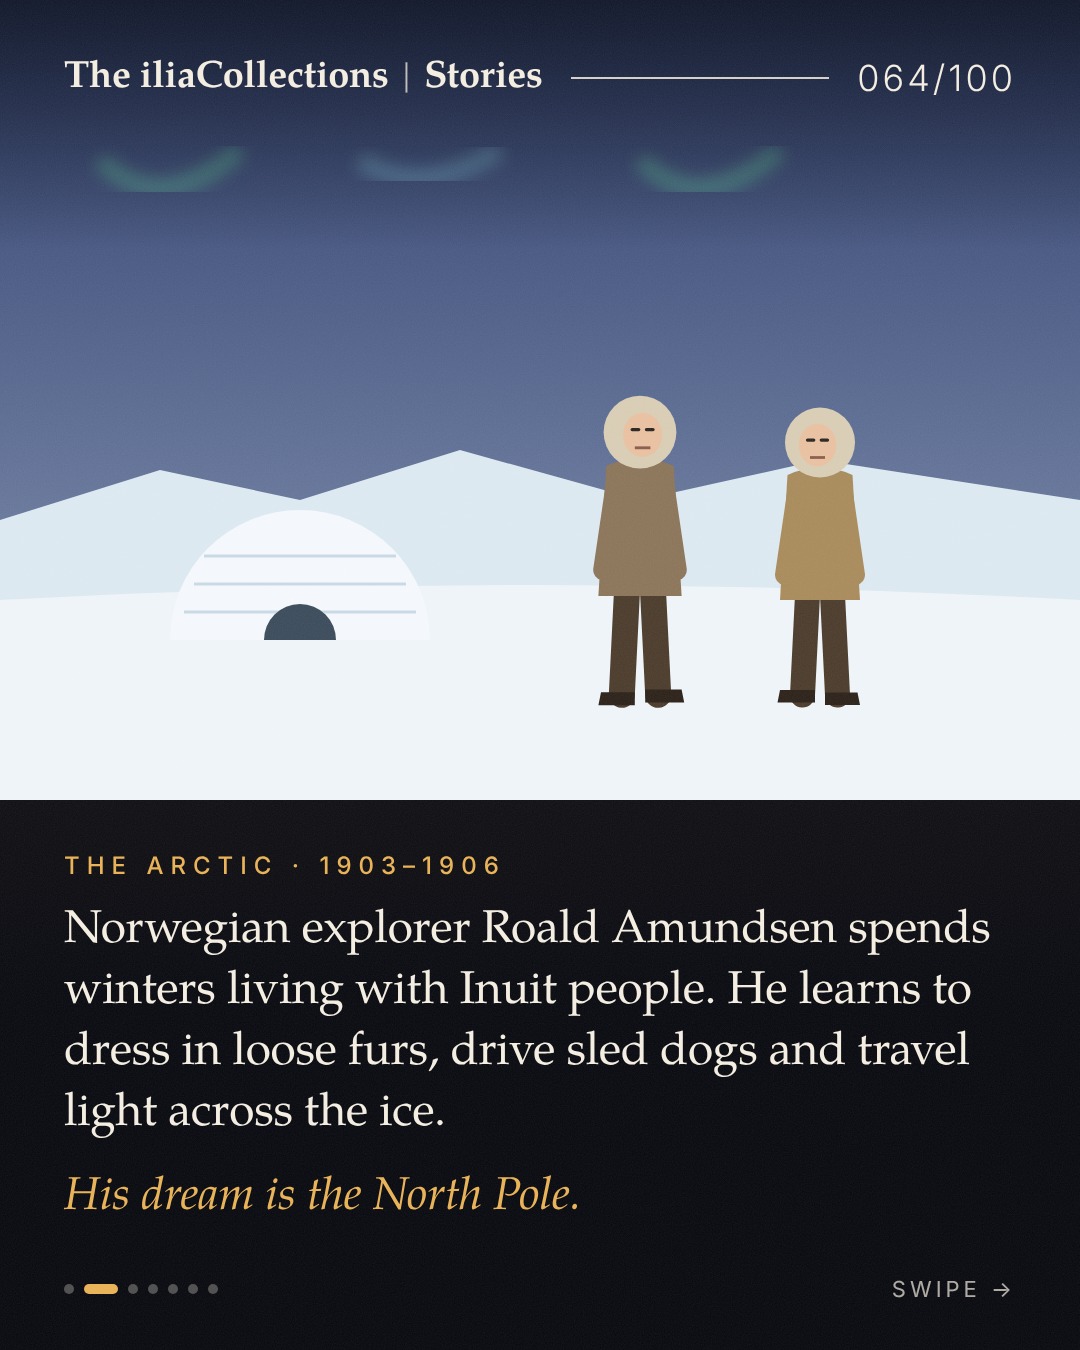 The iliaCollections | Stories
064/100
THE ARCTIC · 1903–1906
Norwegian explorer Roald Amundsen spends
winters living with Inuit people. He learns to
dress in loose furs, drive sled dogs and travel
light across the ice.
His dream is the North Pole.
SWIPE →